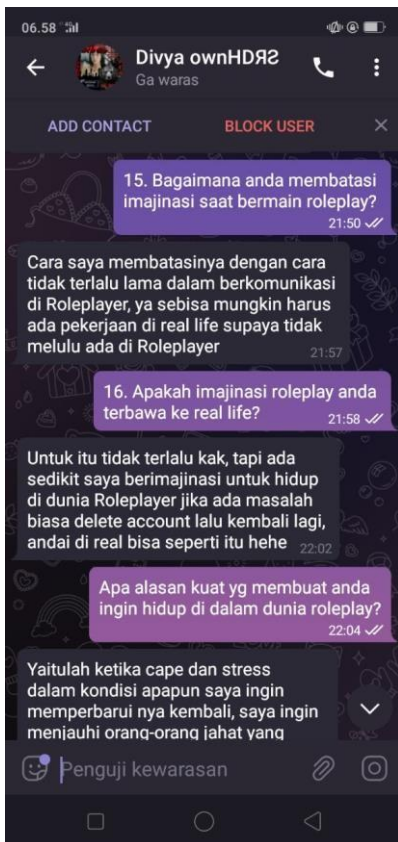 06.58
Divya ownHDЯƧ
Ga waras
ADD CONTACT
BLOCK USER
15. Bagaimana anda membatasi
imajinasi saat bermain roleplay?
21:50
Cara saya membatasinya dengan cara
tidak terlalu lama dalam berkomunikasi
di Roleplayer, ya sebisa mungkin harus
ada pekerjaan di real life supaya tidak
melulu ada di Roleplayer
21:57
16. Apakah imajinasi roleplay anda
terbawa ke real life?
21:58
Untuk itu tidak terlalu kak, tapi ada
sedikit saya berimajinasi untuk hidup
di dunia Roleplayer jika ada masalah
biasa delete account lalu kembali lagi,
andai di real bisa seperti itu hehe
22:02
Apa alasan kuat yg membuat anda
ingin hidup di dalam dunia roleplay?
22:04
Yaitulah ketika cape dan stress
dalam kondisi apapun saya ingin
memperbarui nya kembali, saya ingin
menjauhi orang-orang jahat yang
Penguji kewarasan